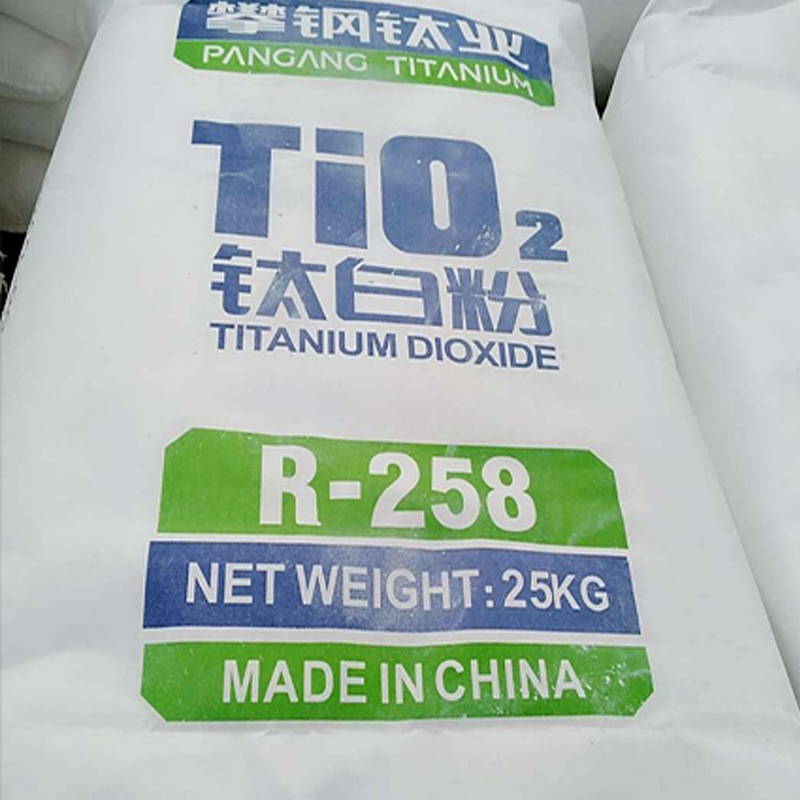 攀钢钛业
PANGANG TITANIUM
TiO₂
钛白粉
TITANIUM DIOXIDE
R-258
NET WEIGHT: 25KG
MADE IN CHINA